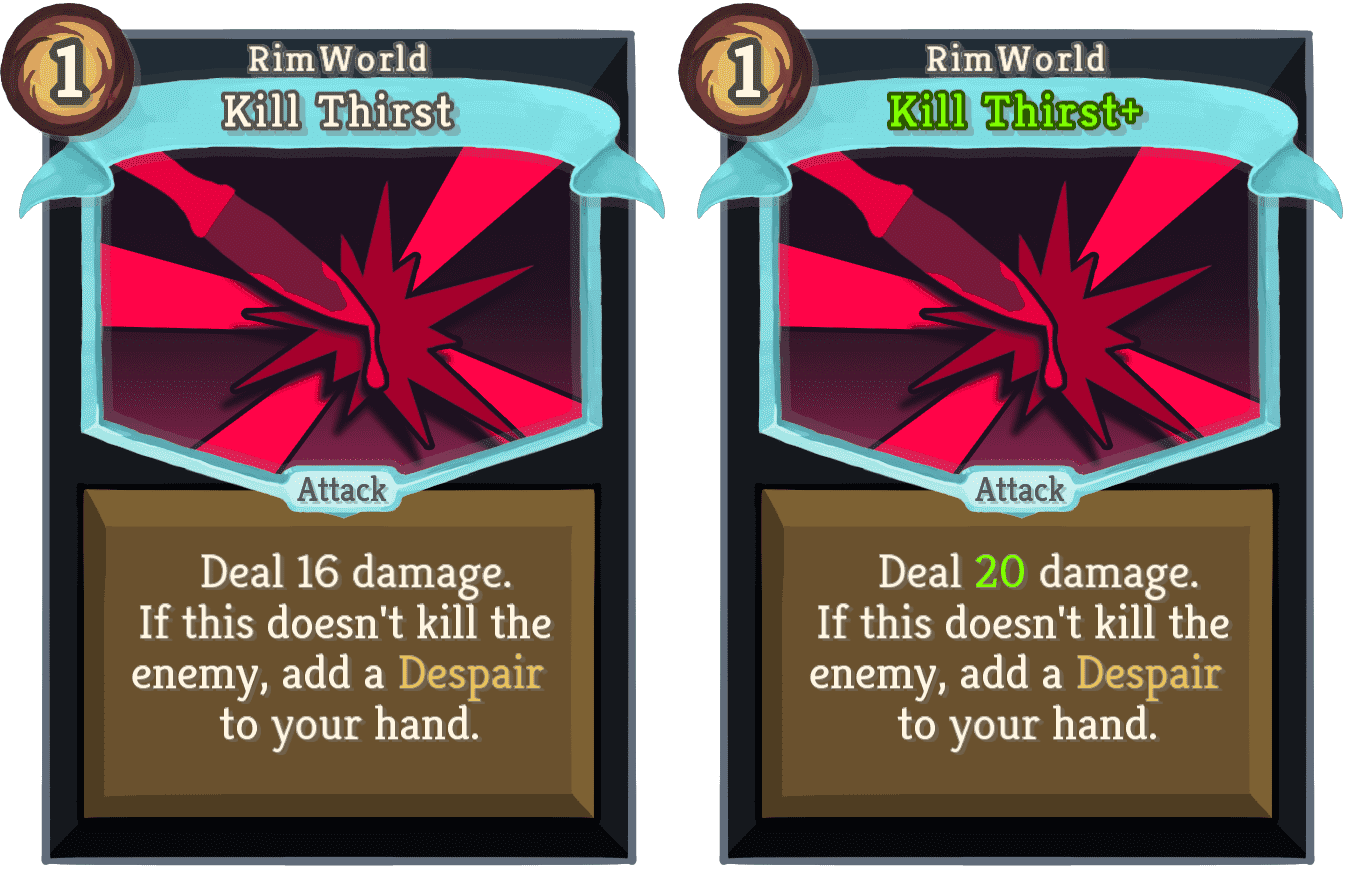 1
RimWorld
Kill Thirst
Attack
Deal 16 damage.
If this doesn't kill the
enemy, add a Despair
to your hand.
1
RimWorld
Kill Thirst+
Attack
Deal 20 damage.
If this doesn't kill the
enemy, add a Despair
to your hand.